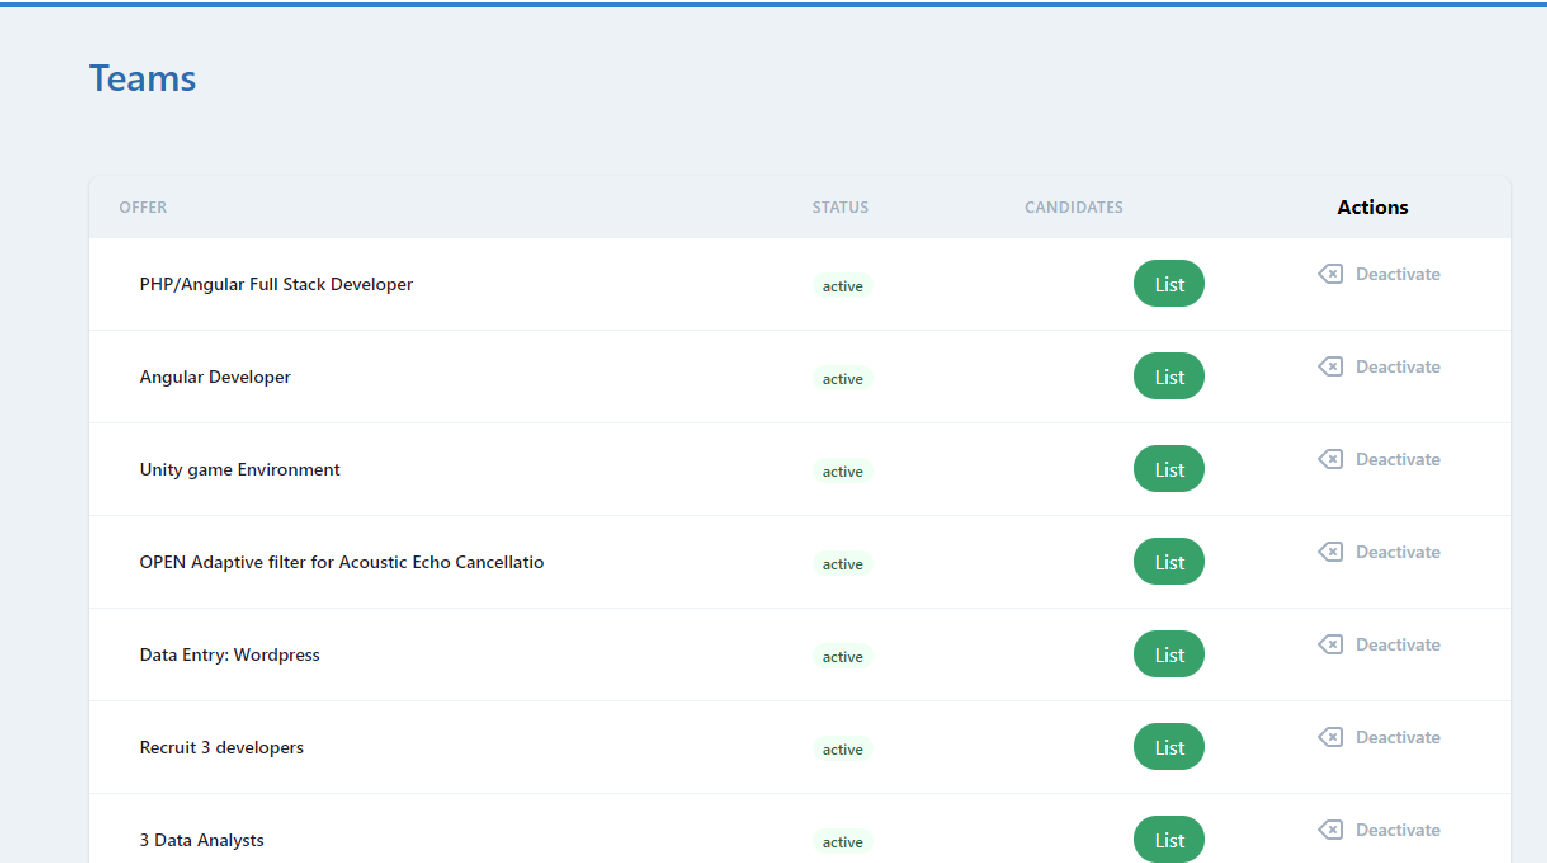 Teams
OFFER STATUS CANDIDATES Actions
PHP/Angular Full Stack Developer active List Deactivate
Angular Developer active List Deactivate
Unity game Environment active List Deactivate
OPEN Adaptive filter for Acoustic Echo Cancellatio active List Deactivate
Data Entry: Wordpress active List Deactivate
Recruit 3 developers active List Deactivate
3 Data Analysts active List Deactivate